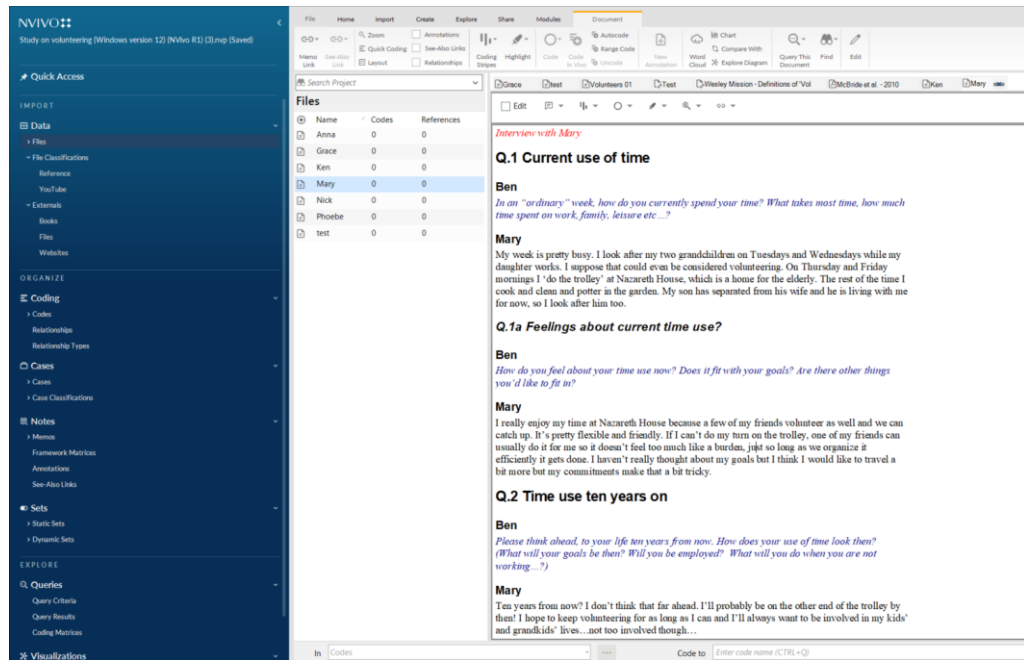 NVIVO
Study on volunteering (Windows version 12) (NVivo R1) (3).nvp (Saved)
Quick Access
IMPORT
Data
Files
File Classifications
Reference
YouTube
Externals
Books
Files
Websites
ORGANIZE
Coding
Codes
Relationships
Relationship Types
Cases
Cases
Case Classifications
Notes
Memos
Framework Matrices
Annotations
See-Also Links
Sets
Static Sets
Dynamic Sets
EXPLORE
Queries
Query Criteria
Query Results
Coding Matrices
Visualizations
File Home Import Create Explore Share Modules Document
Memo Link
See-Also Link
Zoom
Quick Coding
Layout
Annotations
See-Also Links
Relationships
Coding Stripes
Highlight
Code
Code In Vivo
Autocode
Range Code
Uncode
New Annotation
Word Cloud
Chart
Compare With
Explore Diagram
Query This Document
Find
Edit
Search Project
Files
Name Codes References
Anna 0 0
Grace 0 0
Ken 0 0
Mary 0 0
Nick 0 0
Phoebe 0 0
test 0 0
Grace test Volunteers 01 Test Wesley Mission - Definitions of 'Vol McBride et al. - 2010 Ken Mary
Edit
Interview with Mary
Q.1 Current use of time
Ben
In an “ordinary” week, how do you currently spend your time? What takes most time, how much
time spent on work, family, leisure etc…?
Mary
My week is pretty busy. I look after my two grandchildren on Tuesdays and Wednesdays while my
daughter works. I suppose that could even be considered volunteering. On Thursday and Friday
mornings I ‘do the trolley’ at Nazareth House, which is a home for the elderly. The rest of the time I
cook and clean and potter in the garden. My son has separated from his wife and he is living with me
for now, so I look after him too.
Q.1a Feelings about current time use?
Ben
How do you feel about your time use now? Does it fit with your goals? Are there other things
you’d like to fit in?
Mary
I really enjoy my time at Nazareth House because a few of my friends volunteer as well and we can
catch up. It’s pretty flexible and friendly. If I can’t do my turn on the trolley, one of my friends can
usually do it for me so it doesn’t feel too much like a burden, just so long as we organize it
efficiently it gets done. I haven’t really thought about my goals but I think I would like to travel a
bit more but my commitments make that a bit tricky.
Q.2 Time use ten years on
Ben
Please think ahead, to your life ten years from now. How does your use of time look then?
(What will your goals be then? Will you be employed? What will you do when you are not
working…?)
Mary
Ten years from now? I don’t think that far ahead. I’ll probably be on the other end of the trolley by
then! I hope to keep volunteering for as long as I can and I’ll always want to be involved in my kids’
and grandkids’ lives…not too involved though…
In Codes
Code to Enter code name (CTRL+Q)